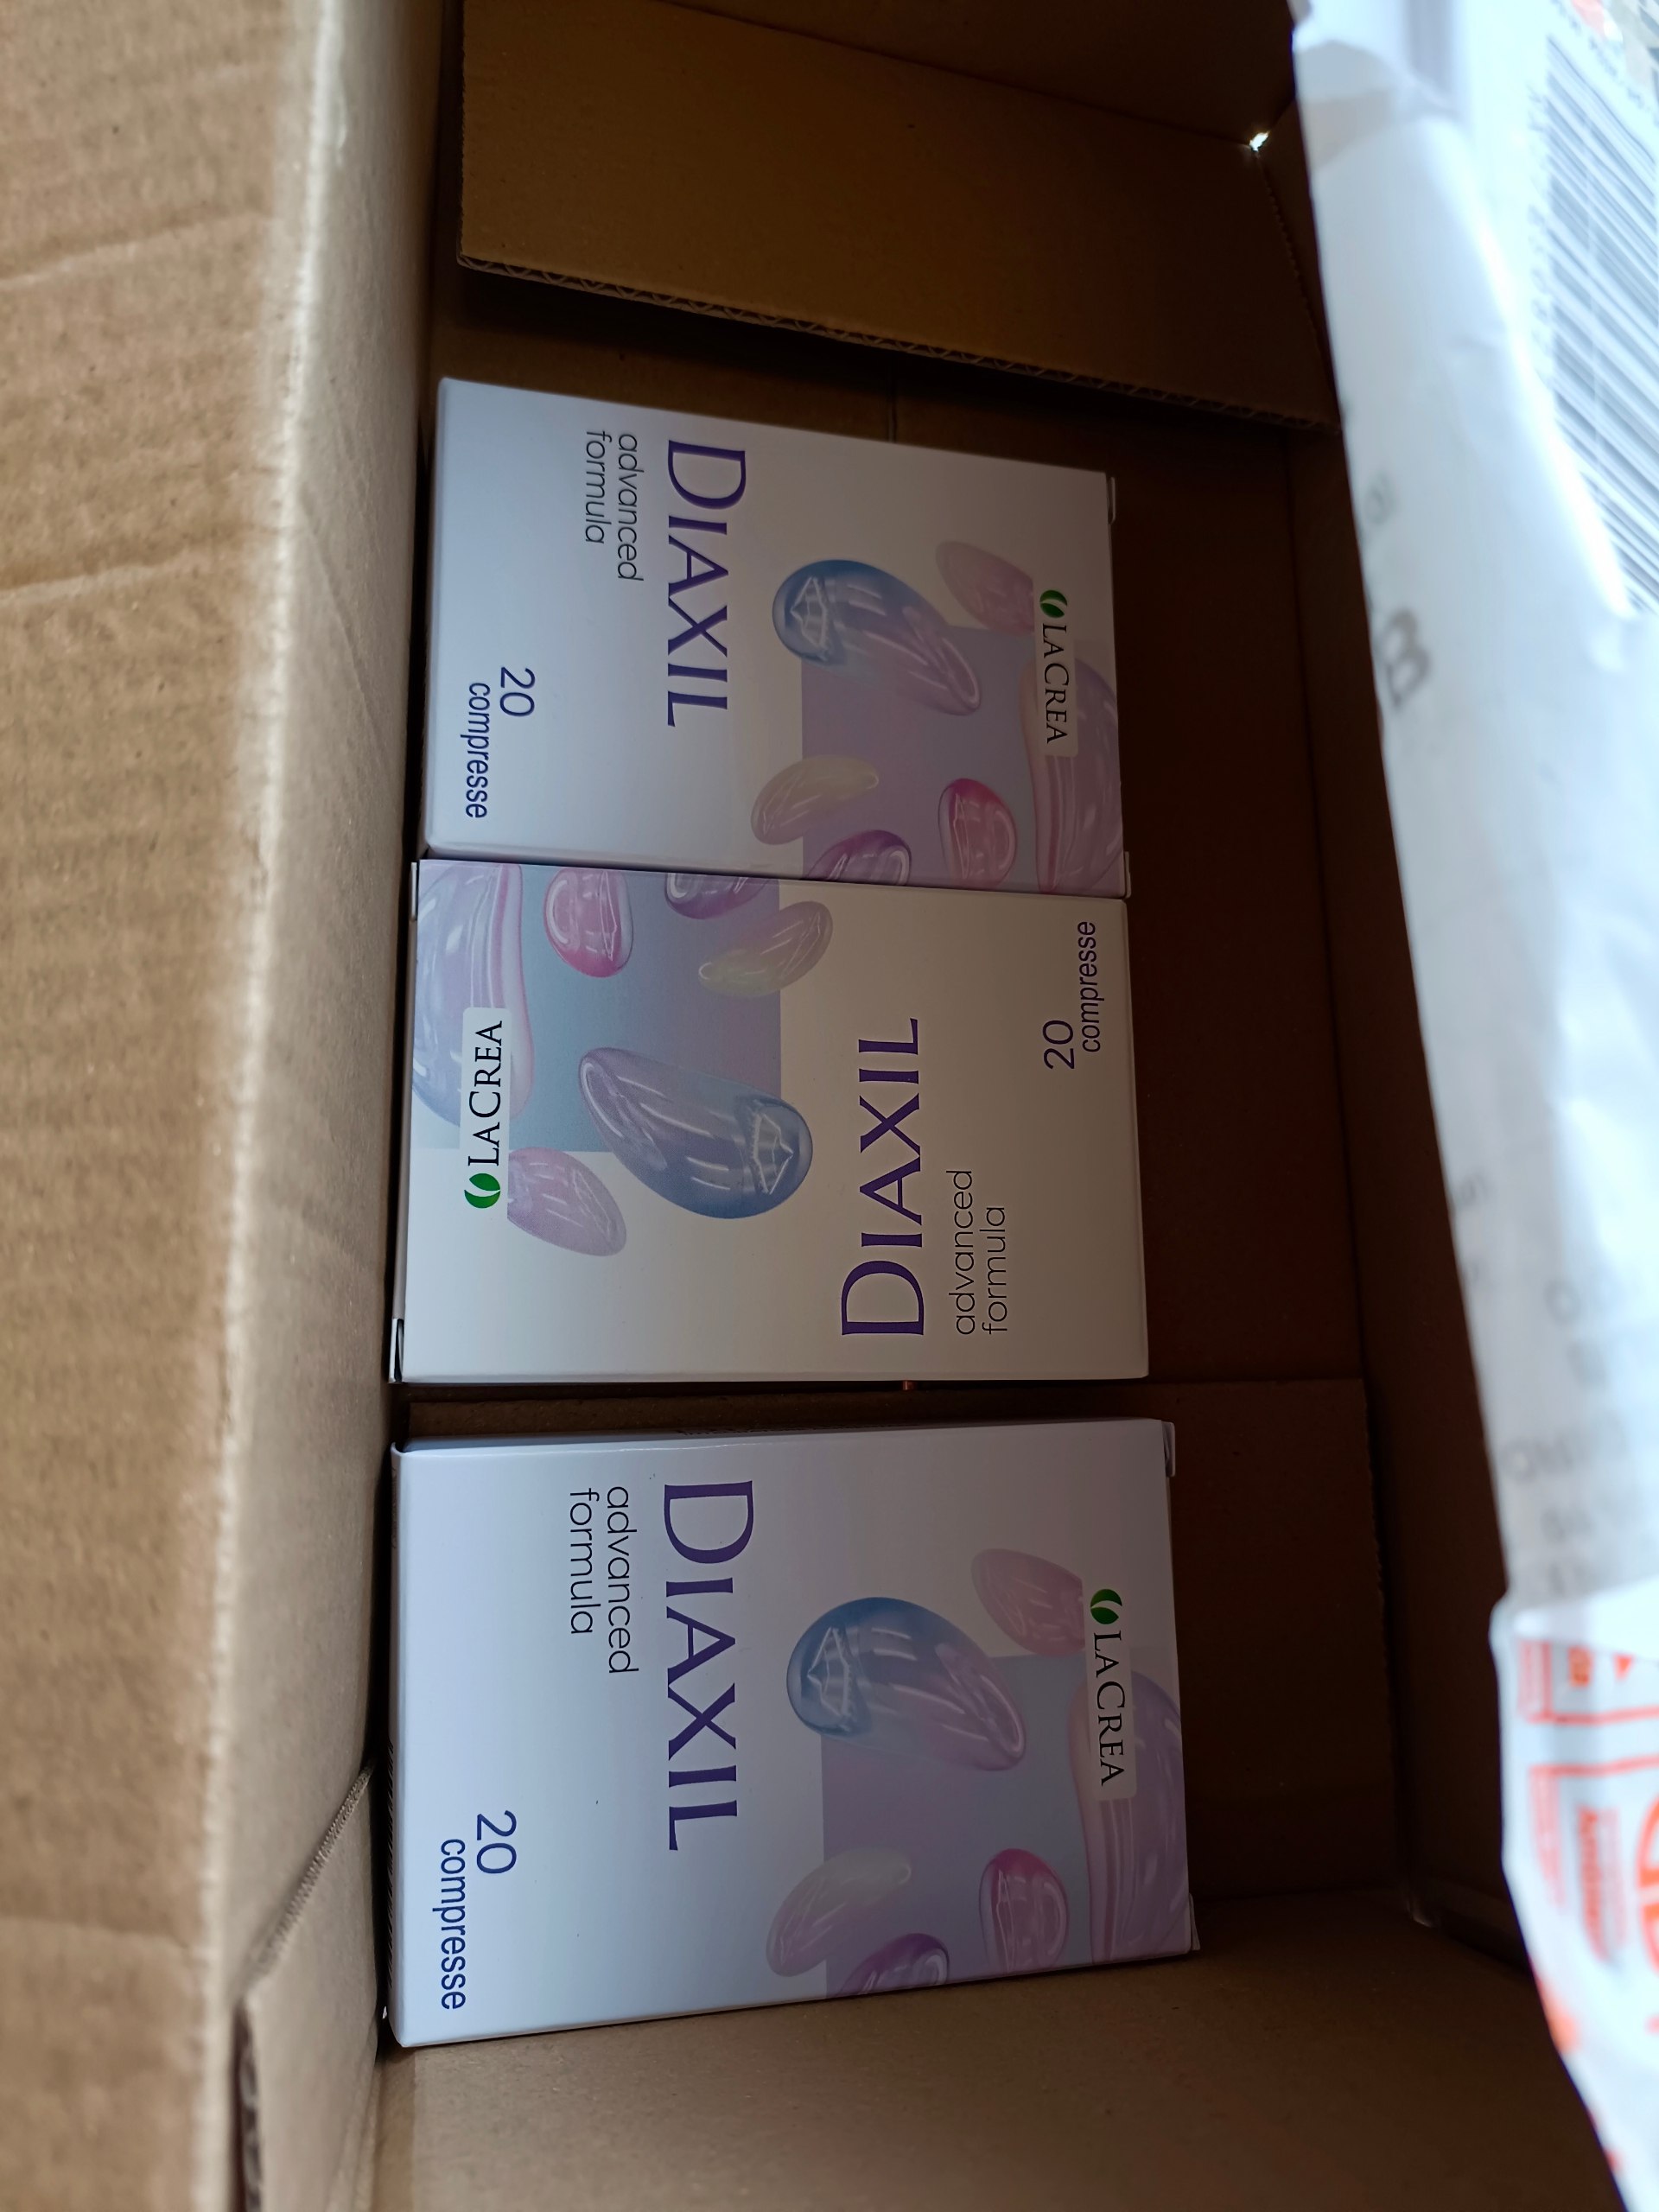 LACREA
DIAXIL
advanced
formula
20
compresse
LACREA
DIAXIL
advanced
formula
20
compresse
LACREA
DIAXIL
advanced
formula
20
compresse